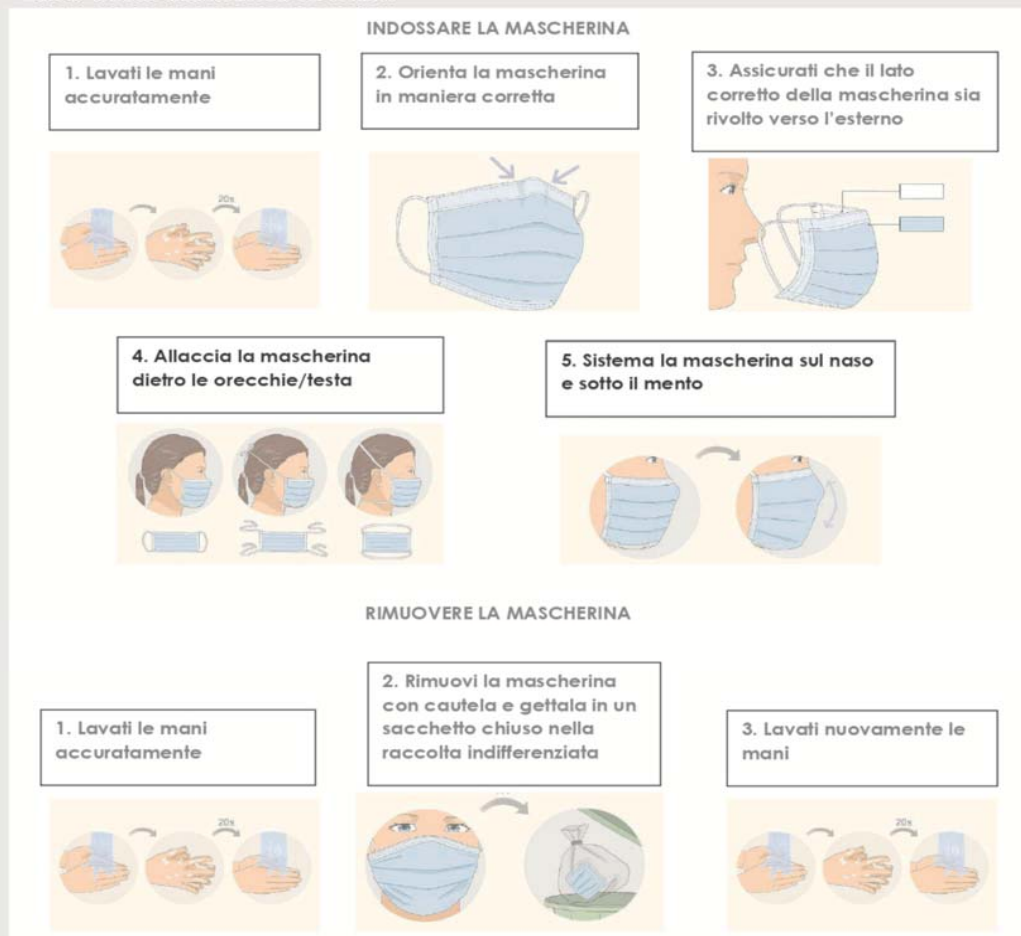 INDOSSARE LA MASCHERINA
1. Lavati le mani
accuratamente
2. Orienta la mascherina
in maniera corretta
3. Assicurati che il lato
corretto della mascherina sia
rivolto verso l'esterno
20s
4. Allaccia la mascherina
dietro le orecchie/testa
5. Sistema la mascherina sul naso
e sotto il mento
RIMUOVERE LA MASCHERINA
1. Lavati le mani
accuratamente
2. Rimuovi la mascherina
con cautela e gettala in un
sacchetto chiuso nella
raccolta indifferenziata
3. Lavati nuovamente le
mani
20s
20s